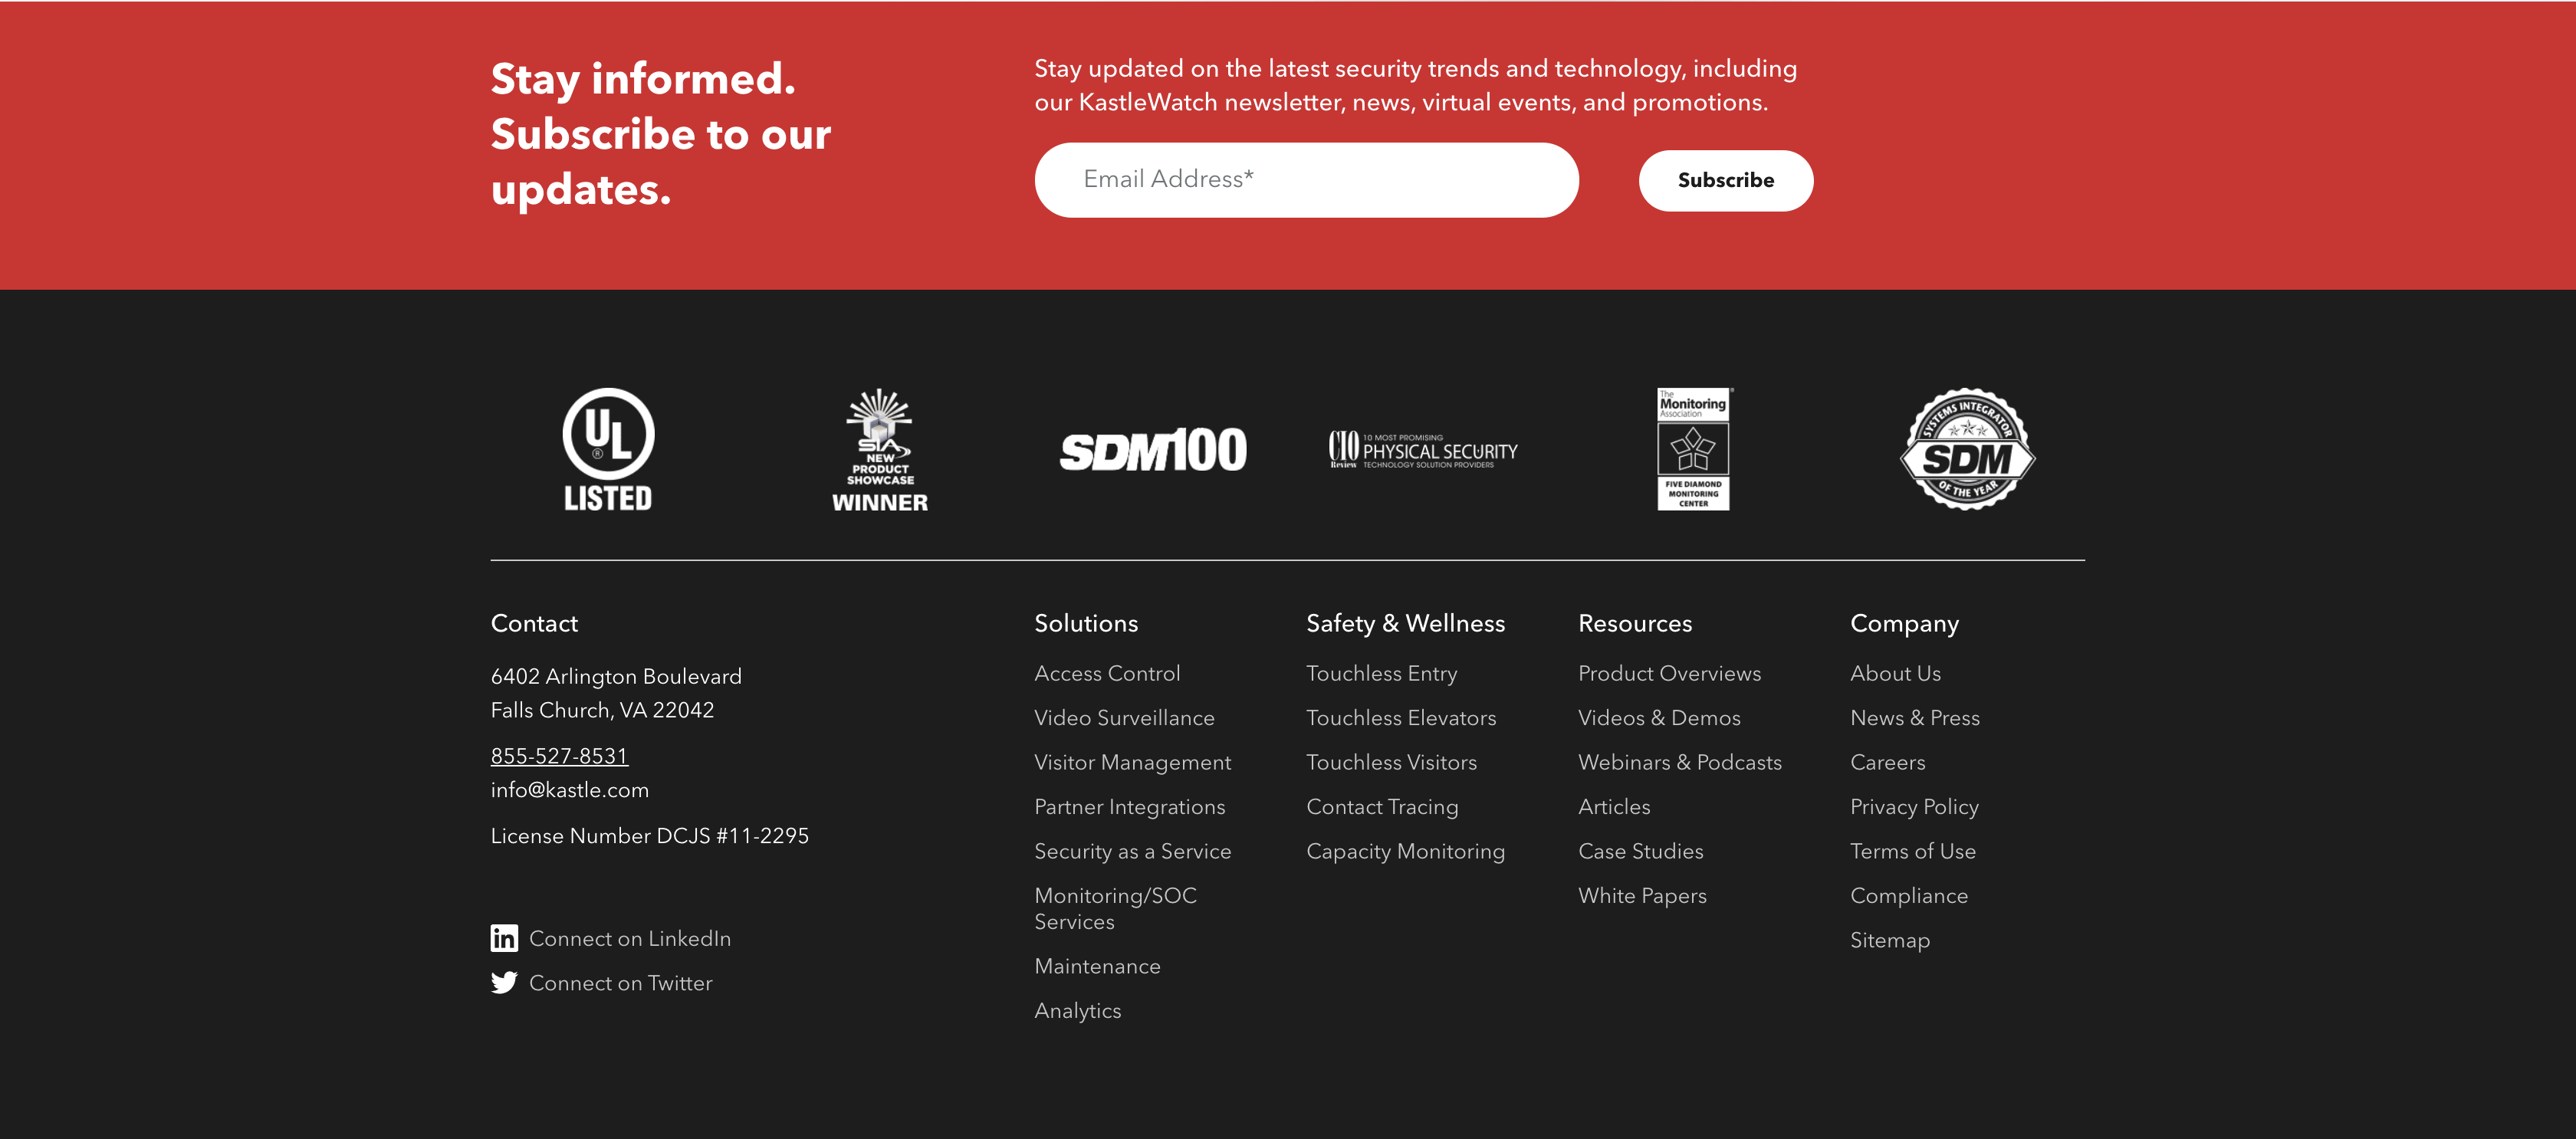 Stay informed.
Subscribe to our
updates.
Stay updated on the latest security trends and technology, including
our KastleWatch newsletter, news, virtual events, and promotions.
Email Address*
Subscribe
UL
®
LISTED
SIA
NEW
PRODUCT
SHOWCASE
WINNER
SDM100
CIO
Review
10 MOST PROMISING
PHYSICAL SECURITY
TECHNOLOGY SOLUTION PROVIDERS
The
Monitoring
Association
FIVE DIAMOND
MONITORING
CENTER
SYSTEMS INTEGRATOR
SDM
OF THE YEAR
Contact
6402 Arlington Boulevard
Falls Church, VA 22042
855-527-8531
info@kastle.com
License Number DCJS #11-2295
in Connect on LinkedIn
Connect on Twitter
Solutions
Access Control
Video Surveillance
Visitor Management
Partner Integrations
Security as a Service
Monitoring/SOC
Services
Maintenance
Analytics
Safety & Wellness
Touchless Entry
Touchless Elevators
Touchless Visitors
Contact Tracing
Capacity Monitoring
Resources
Product Overviews
Videos & Demos
Webinars & Podcasts
Articles
Case Studies
White Papers
Company
About Us
News & Press
Careers
Privacy Policy
Terms of Use
Compliance
Sitemap